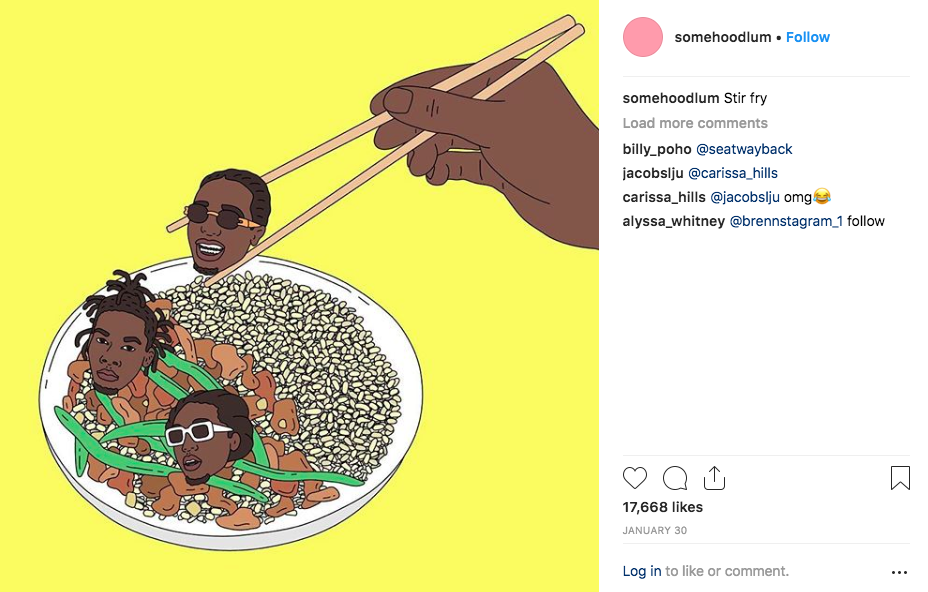 somehoodlum • Follow
somehoodlum Stir fry
Load more comments
billy_poho @seatwayback
jacobslju @carissa_hills
carissa_hills @jacobslju omg😂
alyssa_whitney @brennstagram_1 follow
17,668 likes
JANUARY 30
Log in to like or comment.